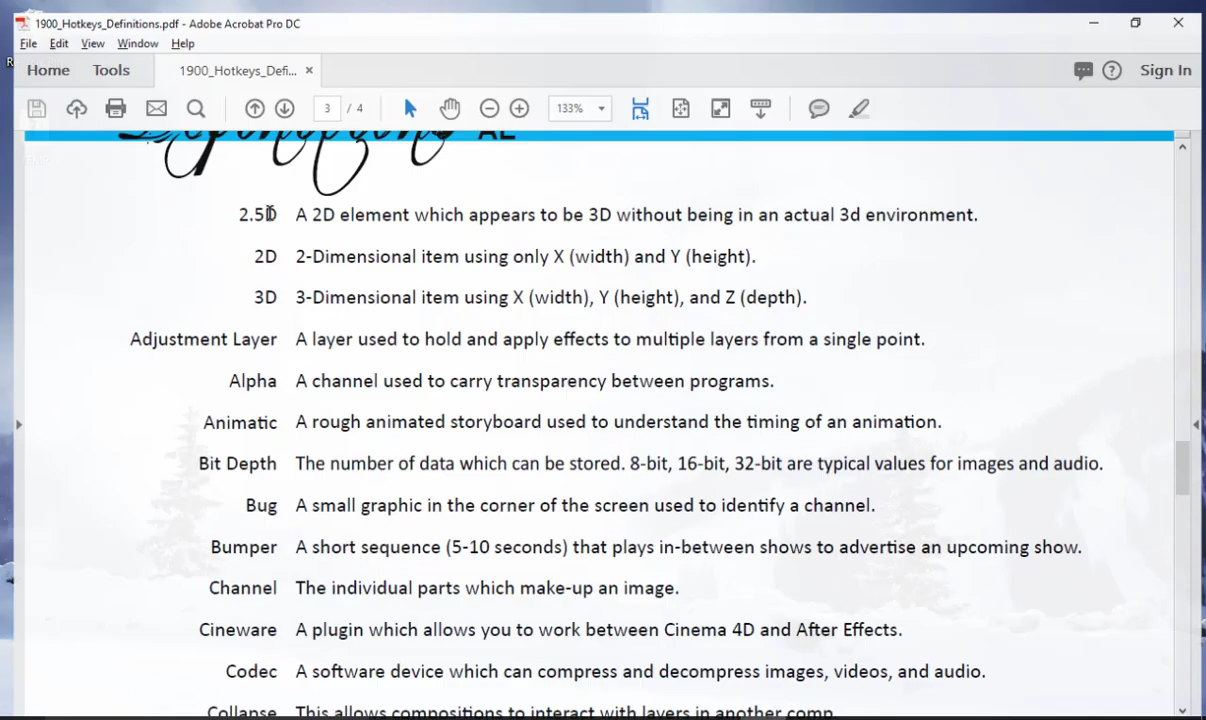 1900_Hotkeys_Definitions.pdf - Adobe Acrobat Pro DC
File Edit View Window Help
Home Tools 1900_Hotkeys_Defi... × Sign In
3 / 4 133%
2.5D A 2D element which appears to be 3D without being in an actual 3d environment.
2D 2-Dimensional item using only X (width) and Y (height).
3D 3-Dimensional item using X (width), Y (height), and Z (depth).
Adjustment Layer A layer used to hold and apply effects to multiple layers from a single point.
Alpha A channel used to carry transparency between programs.
Animatic A rough animated storyboard used to understand the timing of an animation.
Bit Depth The number of data which can be stored. 8-bit, 16-bit, 32-bit are typical values for images and audio.
Bug A small graphic in the corner of the screen used to identify a channel.
Bumper A short sequence (5-10 seconds) that plays in-between shows to advertise an upcoming show.
Channel The individual parts which make-up an image.
Cineware A plugin which allows you to work between Cinema 4D and After Effects.
Codec A software device which can compress and decompress images, videos, and audio.
Collapse This allows compositions to interact with layers in another comp.